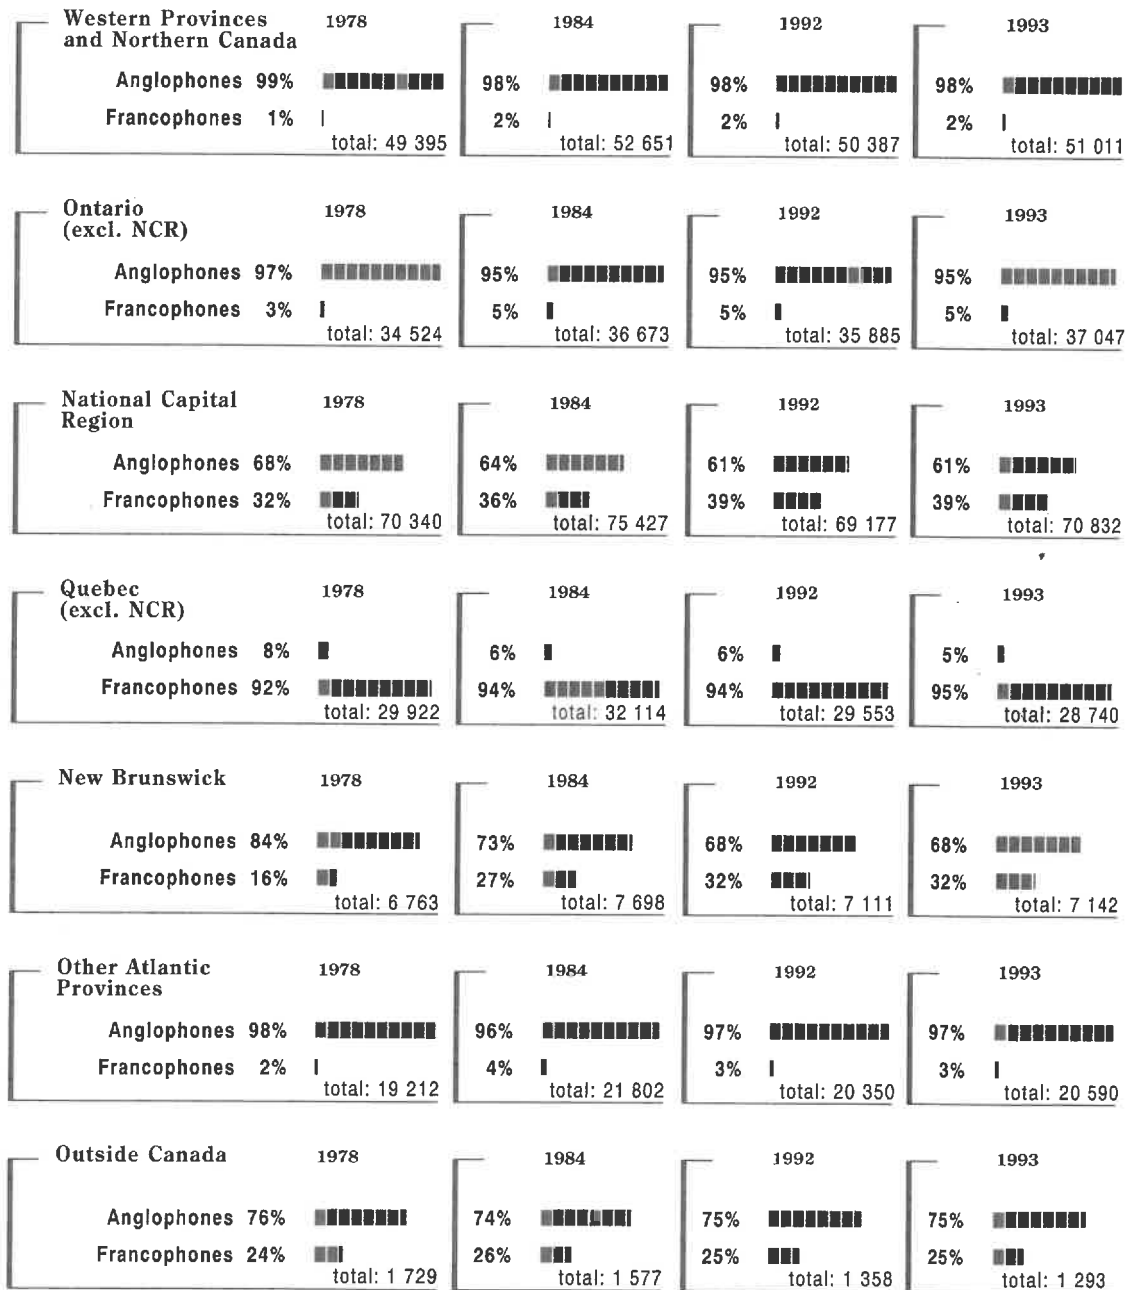 Western Provinces
and Northern Canada
1978 1984 1992 1993
Anglophones 99% 98% 98% 98%
Francophones 1% 2% 2% 2%
total: 49 395 total: 52 651 total: 50 387 total: 51 011
Ontario
(excl. NCR)
1978 1984 1992 1993
Anglophones 97% 95% 95% 95%
Francophones 3% 5% 5% 5%
total: 34 524 total: 36 673 total: 35 885 total: 37 047
National Capital
Region
1978 1984 1992 1993
Anglophones 68% 64% 61% 61%
Francophones 32% 36% 39% 39%
total: 70 340 total: 75 427 total: 69 177 total: 70 832
Quebec
(excl. NCR)
1978 1984 1992 1993
Anglophones 8% 6% 6% 5%
Francophones 92% 94% 94% 95%
total: 29 922 total: 32 114 total: 29 553 total: 28 740
New Brunswick 1978 1984 1992 1993
Anglophones 84% 73% 68% 68%
Francophones 16% 27% 32% 32%
total: 6 763 total: 7 698 total: 7 111 total: 7 142
Other Atlantic
Provinces
1978 1984 1992 1993
Anglophones 98% 96% 97% 97%
Francophones 2% 4% 3% 3%
total: 19 212 total: 21 802 total: 20 350 total: 20 590
Outside Canada 1978 1984 1992 1993
Anglophones 76% 74% 75% 75%
Francophones 24% 26% 25% 25%
total: 1 729 total: 1 577 total: 1 358 total: 1 293